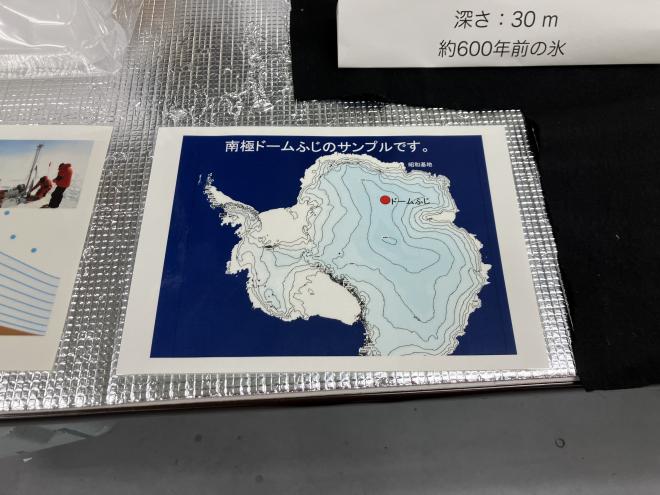 深さ：30 m
約600年前の氷
南極ドームふじのサンプルです。
昭和基地
ドームふじ